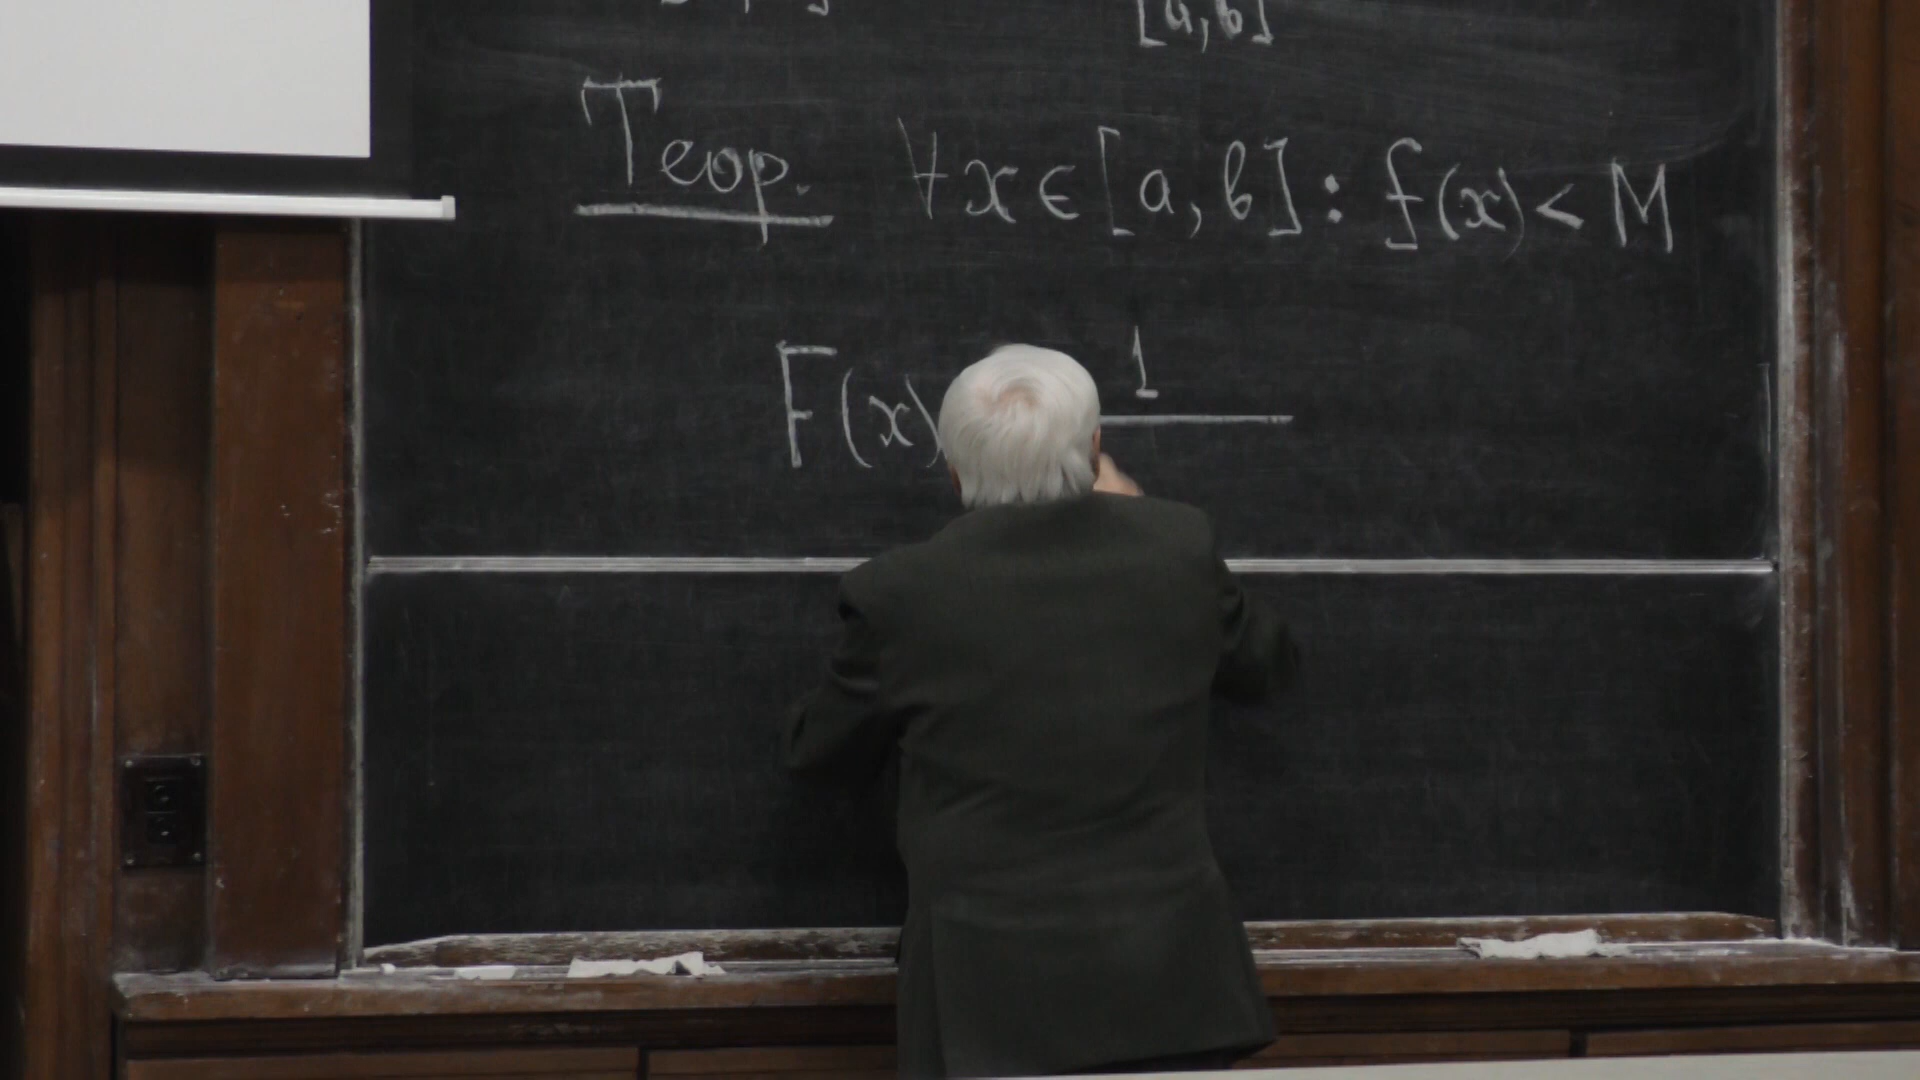 [a, b]
Теор. ∀x∈[a, b]: f(x) < M
F(x) 1